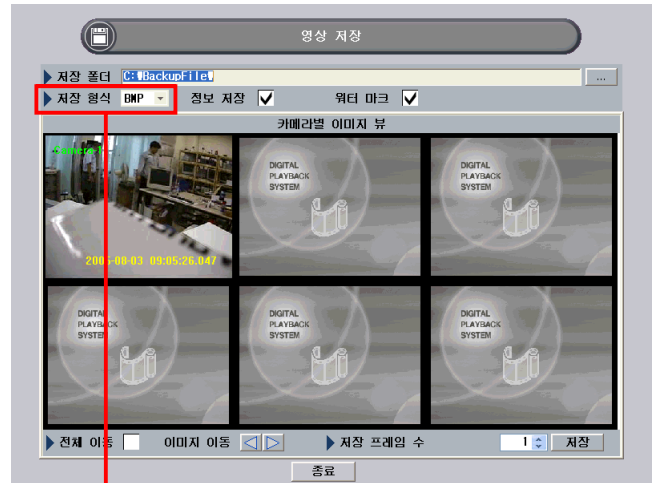 영상 저장
저장 폴더 C:₩BackupFile₩ ...
저장 형식 BMP 정보 저장 워터 마크
카메라별 이미지 뷰
Camera-1
2005-08-03 09:05:26.047
DIGITAL
PLAYBACK
SYSTEM
DIGITAL
PLAYBACK
SYSTEM
DIGITAL
PLAYBACK
SYSTEM
DIGITAL
PLAYBACK
SYSTEM
DIGITAL
PLAYBACK
SYSTEM
전체 이동 이미지 이동 저장 프레임 수 1 저장
종료